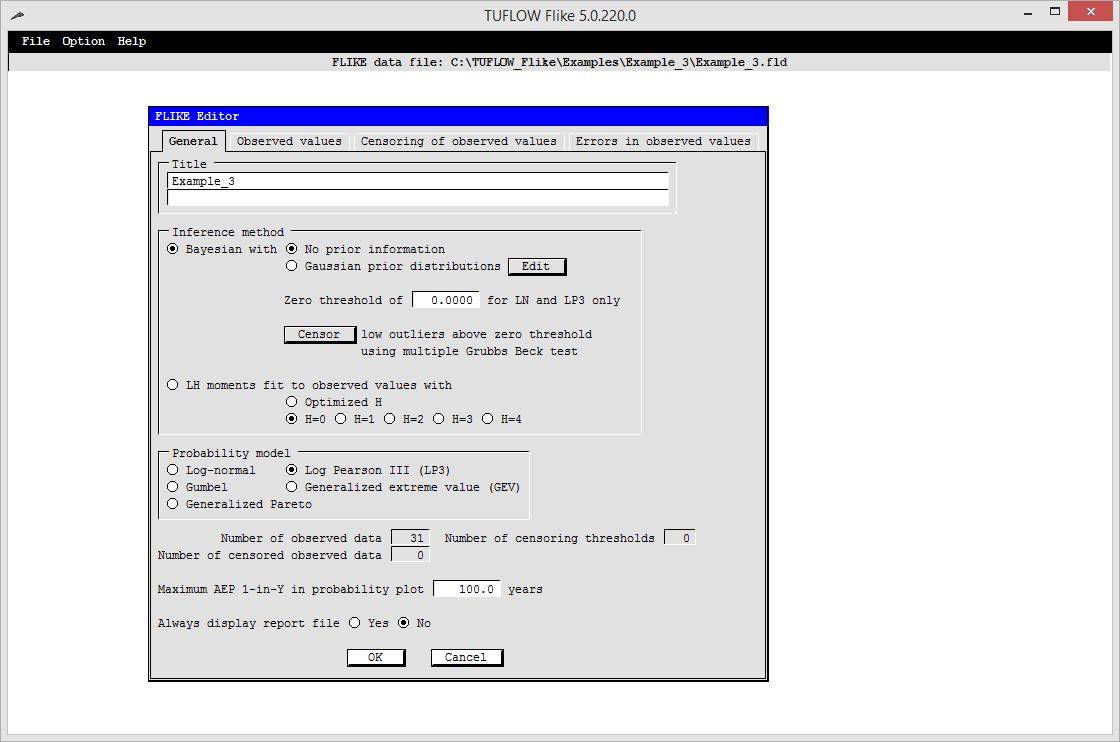 TUFLOW Flike 5.0.220.0
File Option Help
FLIKE data file: C:\TUFLOW_Flike\Examples\Example_3\Example_3.fld
FLIKE Editor
General Observed values Censoring of observed values Errors in observed values
Title
Example_3
Inference method
Bayesian with No prior information
Gaussian prior distributions Edit
Zero threshold of 0.0000 for LN and LP3 only
Censor low outliers above zero threshold
using multiple Grubbs Beck test
LH moments fit to observed values with
Optimized H
H=0 H=1 H=2 H=3 H=4
Probability model
Log-normal Log Pearson III (LP3)
Gumbel Generalized extreme value (GEV)
Generalized Pareto
Number of observed data 31 Number of censoring thresholds 0
Number of censored observed data 0
Maximum AEP 1-in-Y in probability plot 100.0 years
Always display report file Yes No
OK Cancel